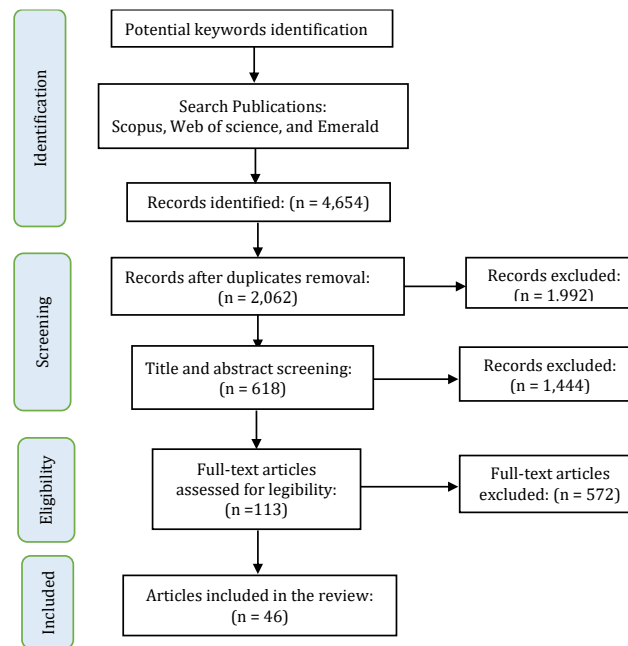 Identification
Potential keywords identification
Search Publications:
Scopus, Web of science, and Emerald
Records identified: (n = 4,654)
Screening
Records after duplicates removal:
(n = 2,062)
Records excluded:
(n = 1.992)
Title and abstract screening:
(n = 618)
Records excluded:
(n = 1,444)
Eligibility
Full-text articles
assessed for legibility:
(n =113)
Full-text articles
excluded: (n = 572)
Included
Articles included in the review:
(n = 46)